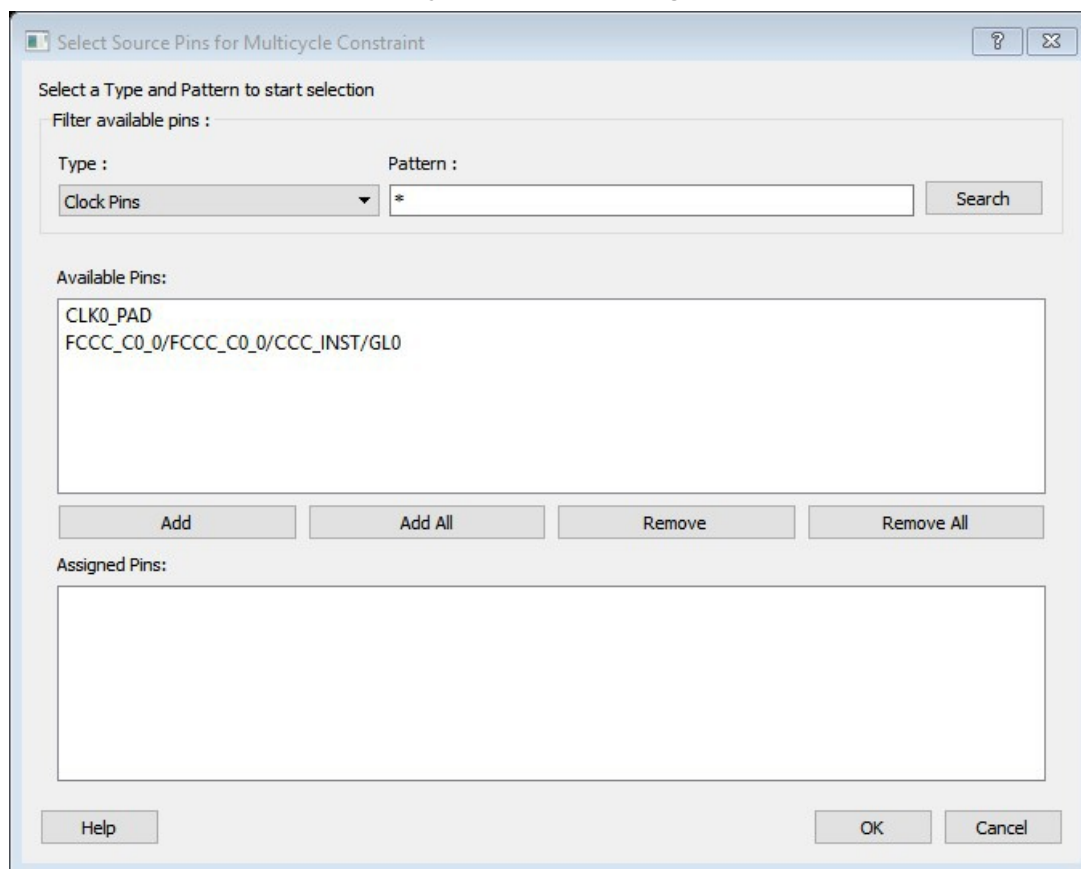 Select Source Pins for Multicycle Constraint
Select a Type and Pattern to start selection
Filter available pins :
Type : Pattern :
Clock Pins * Search
Available Pins:
CLK0_PAD
FCCC_C0_0/FCCC_C0_0/CCC_INST/GL0
Add Add All Remove Remove All
Assigned Pins:
Help OK Cancel